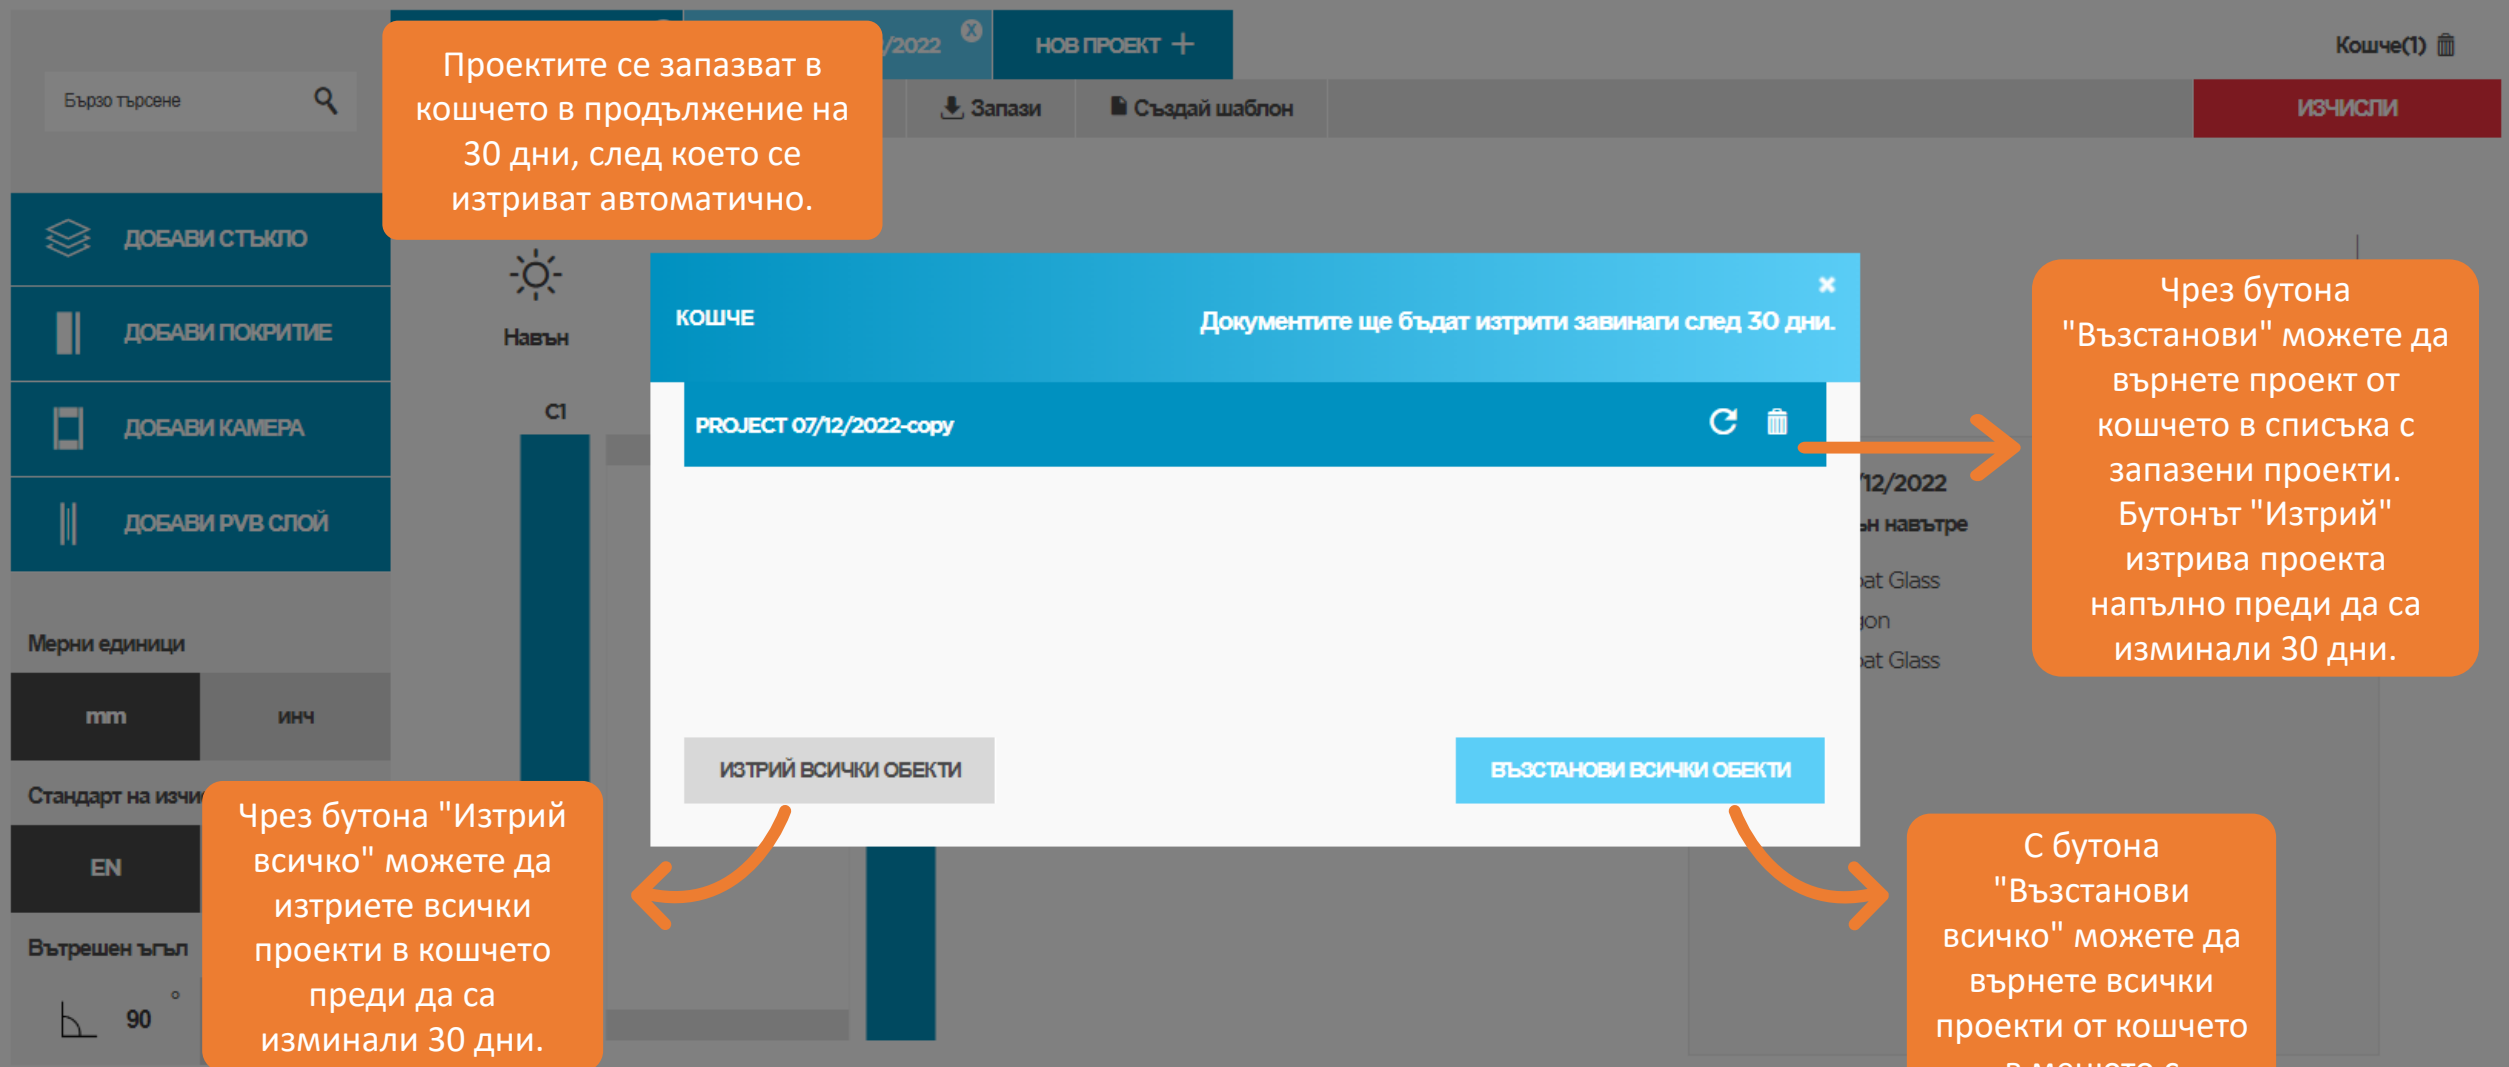 /2022
НОВ ПРОЕКТ
Кошче(1)
Бързо търсене
Запази
Създай шаблон
ИЗЧИСЛИ
Проектите се запазват в
кошчето в продължение на
30 дни, след което се
изтриват автоматично.
ДОБАВИ СТЪКЛО
ДОБАВИ ПОКРИТИЕ
ДОБАВИ КАМЕРА
ДОБАВИ PVB СЛОЙ
Навън
C1
КОШЧЕ
Документите ще бъдат изтрити завинаги след 30 дни.
PROJECT 07/12/2022-copy
ИЗТРИЙ ВСИЧКИ ОБЕКТИ
ВЪЗСТАНОВИ ВСИЧКИ ОБЕКТИ
Чрез бутона
"Възстанови" можете да
върнете проект от
кошчето в списъка с
запазени проекти.
Бутонът "Изтрий"
изтрива проекта
напълно преди да са
изминали 30 дни.
/12/2022
навътре
Glass
Glass
Мерни единици
mm
инч
Стандарт на
EN
Вътрешен ъгъл
90 °
Чрез бутона "Изтрий
всичко" можете да
изтриете всички
проекти в кошчето
преди да са
изминали 30 дни.
С бутона
"Възстанови
всичко" можете да
върнете всички
проекти от кошчето